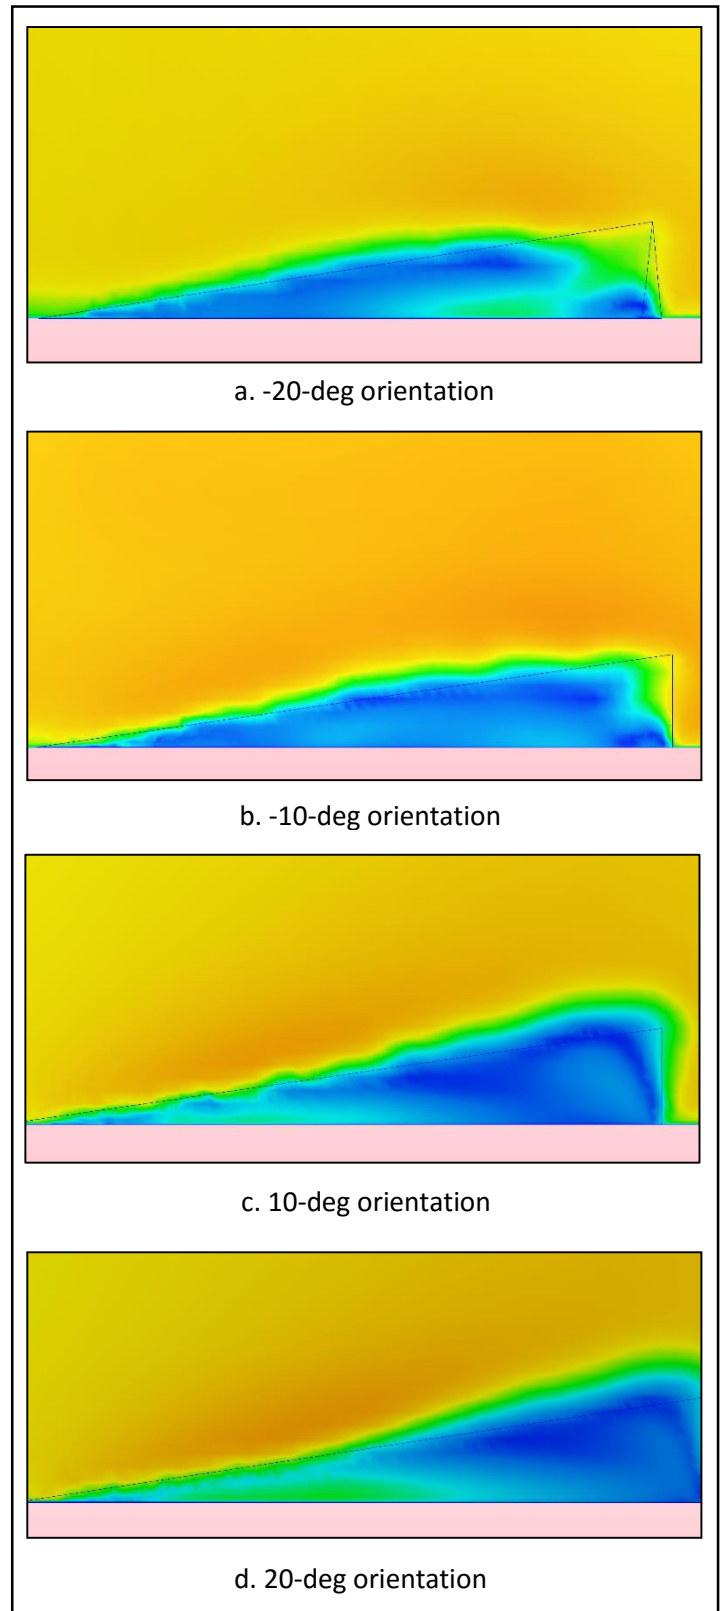 a. -20-deg orientation
b. -10-deg orientation
c. 10-deg orientation
d. 20-deg orientation